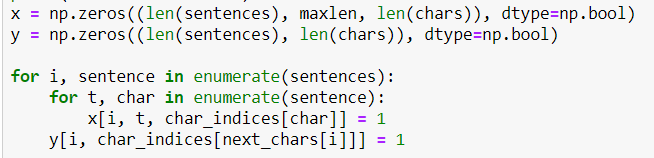 x = np.zeros((len(sentences), maxlen, len(chars)), dtype=np.bool)
y = np.zeros((len(sentences), len(chars)), dtype=np.bool)

for i, sentence in enumerate(sentences):
    for t, char in enumerate(sentence):
        x[i, t, char_indices[char]] = 1
    y[i, char_indices[next_chars[i]]] = 1